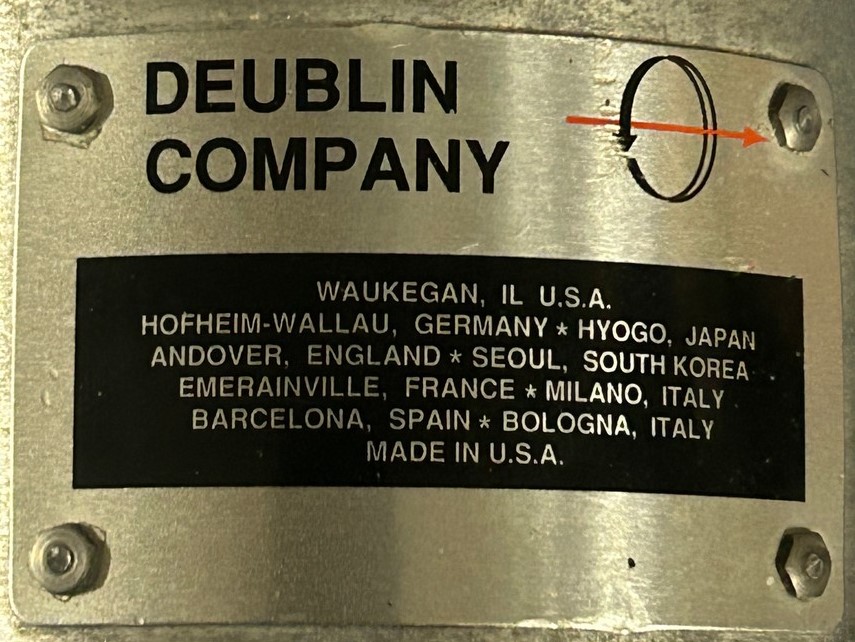 DEUBLIN
COMPANY
WAUKEGAN, IL U.S.A.
HOFHEIM-WALLAU, GERMANY * HYOGO, JAPAN
ANDOVER, ENGLAND * SEOUL, SOUTH KOREA
EMERAINVILLE, FRANCE * MILANO, ITALY
BARCELONA, SPAIN * BOLOGNA, ITALY
MADE IN U.S.A.